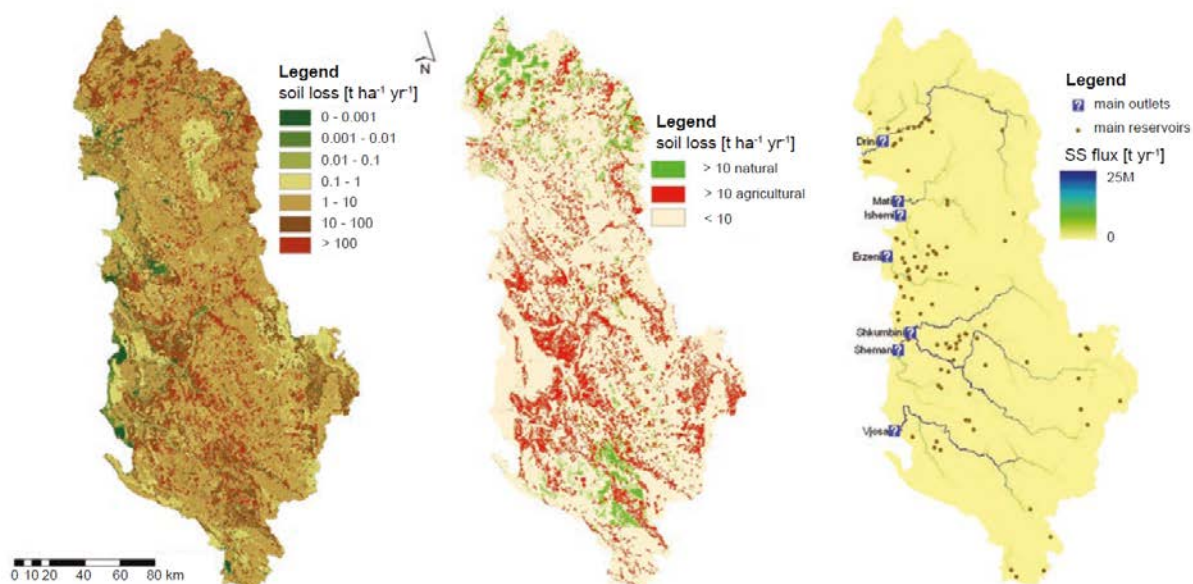 Legend
soil loss [t ha⁻¹ yr⁻¹]
0 - 0.001
0.001 - 0.01
0.01 - 0.1
0.1 - 1
1 - 10
10 - 100
> 100
0 10 20 40 60 80 km
N
Legend
soil loss [t ha⁻¹ yr⁻¹]
> 10 natural
> 10 agricultural
< 10
Legend
? main outlets
main reservoirs
SS flux [t yr⁻¹]
25M
0
Drin ?
Mati ?
Ishemi ?
Erzeni ?
Shkumbini ?
Shemani ?
Vjosa ?